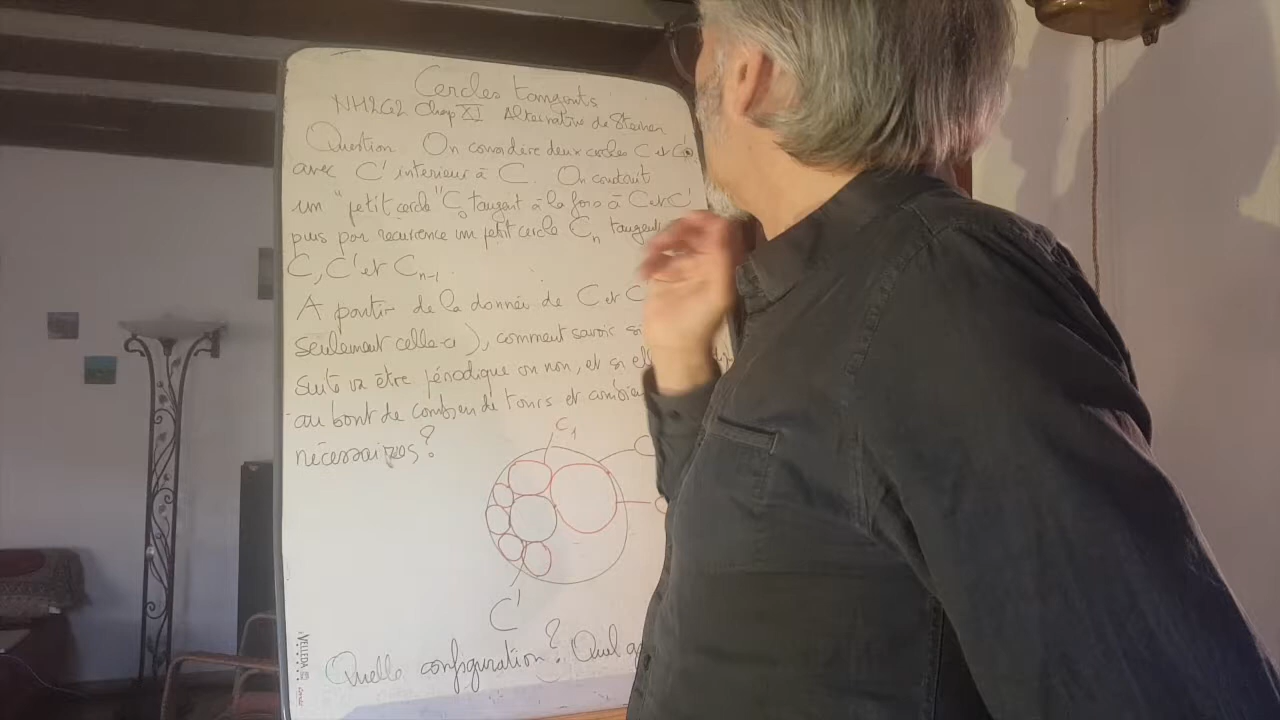 Cercles tangents
NH2G2 Chap XI Alternative de Steiner
Question On considère deux cercles C et C'
avec C' intérieur à C. On construit
un "petit cercle" C0 tangent à la fois à C et C'
puis par récurrence un petit cercle Cn tangent
C, C' et Cn-1.
A partir de la donnée de C et C
seulement celle-ci), comment savoir si
suite va être périodique ou non, et si
au bout de combien de tours et
nécessaires?
C1
C
C'
Quelle configuration? Quel
VELLEDA